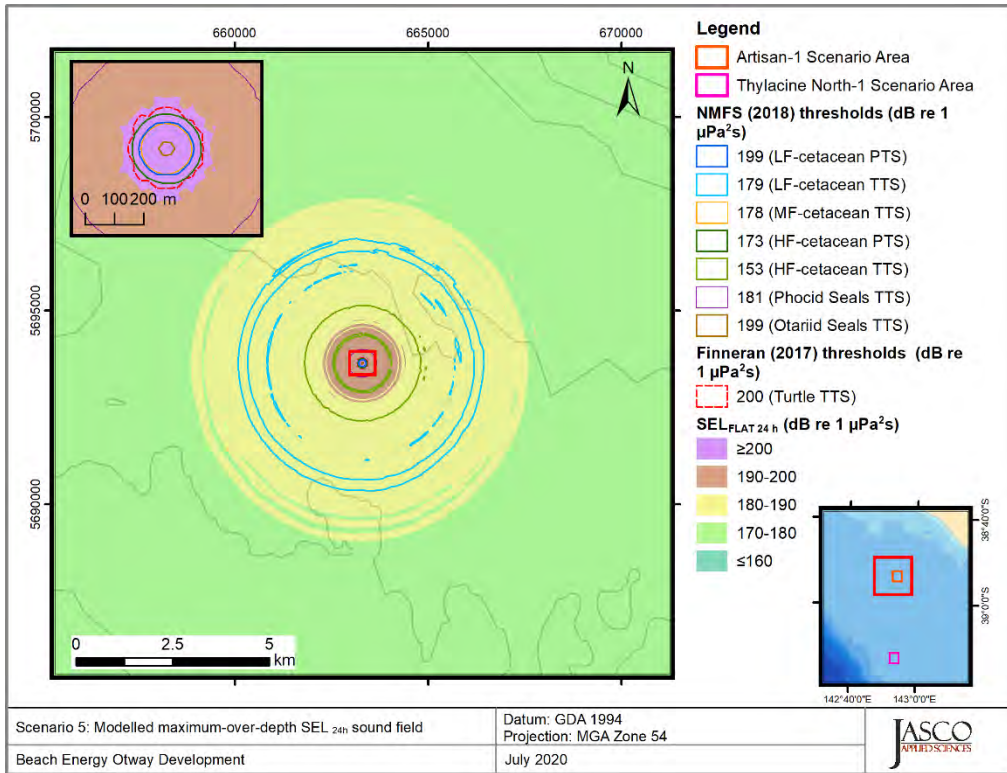 660000
665000
670000
5700000
5695000
5690000
N
0 100 200 m
0 2.5 5
km
Legend
Artisan-1 Scenario Area
Thylacine North-1 Scenario Area
NMFS (2018) thresholds (dB re 1
µPa²s)
199 (LF-cetacean PTS)
179 (LF-cetacean TTS)
178 (MF-cetacean TTS)
173 (HF-cetacean PTS)
153 (HF-cetacean TTS)
181 (Phocid Seals TTS)
199 (Otariid Seals TTS)
Finneran (2017) thresholds (dB re
1 µPa²s)
200 (Turtle TTS)
SEL FLAT 24 h (dB re 1 µPa²s)
≥200
190-200
180-190
170-180
≤160
38°40'0"S
39°0'0"S
142°40'0"E
143°0'0"E
Scenario 5: Modelled maximum-over-depth SEL 24h sound field
Datum: GDA 1994
Projection: MGA Zone 54
Beach Energy Otway Development
July 2020
JASCO
APPLIED SCIENCES